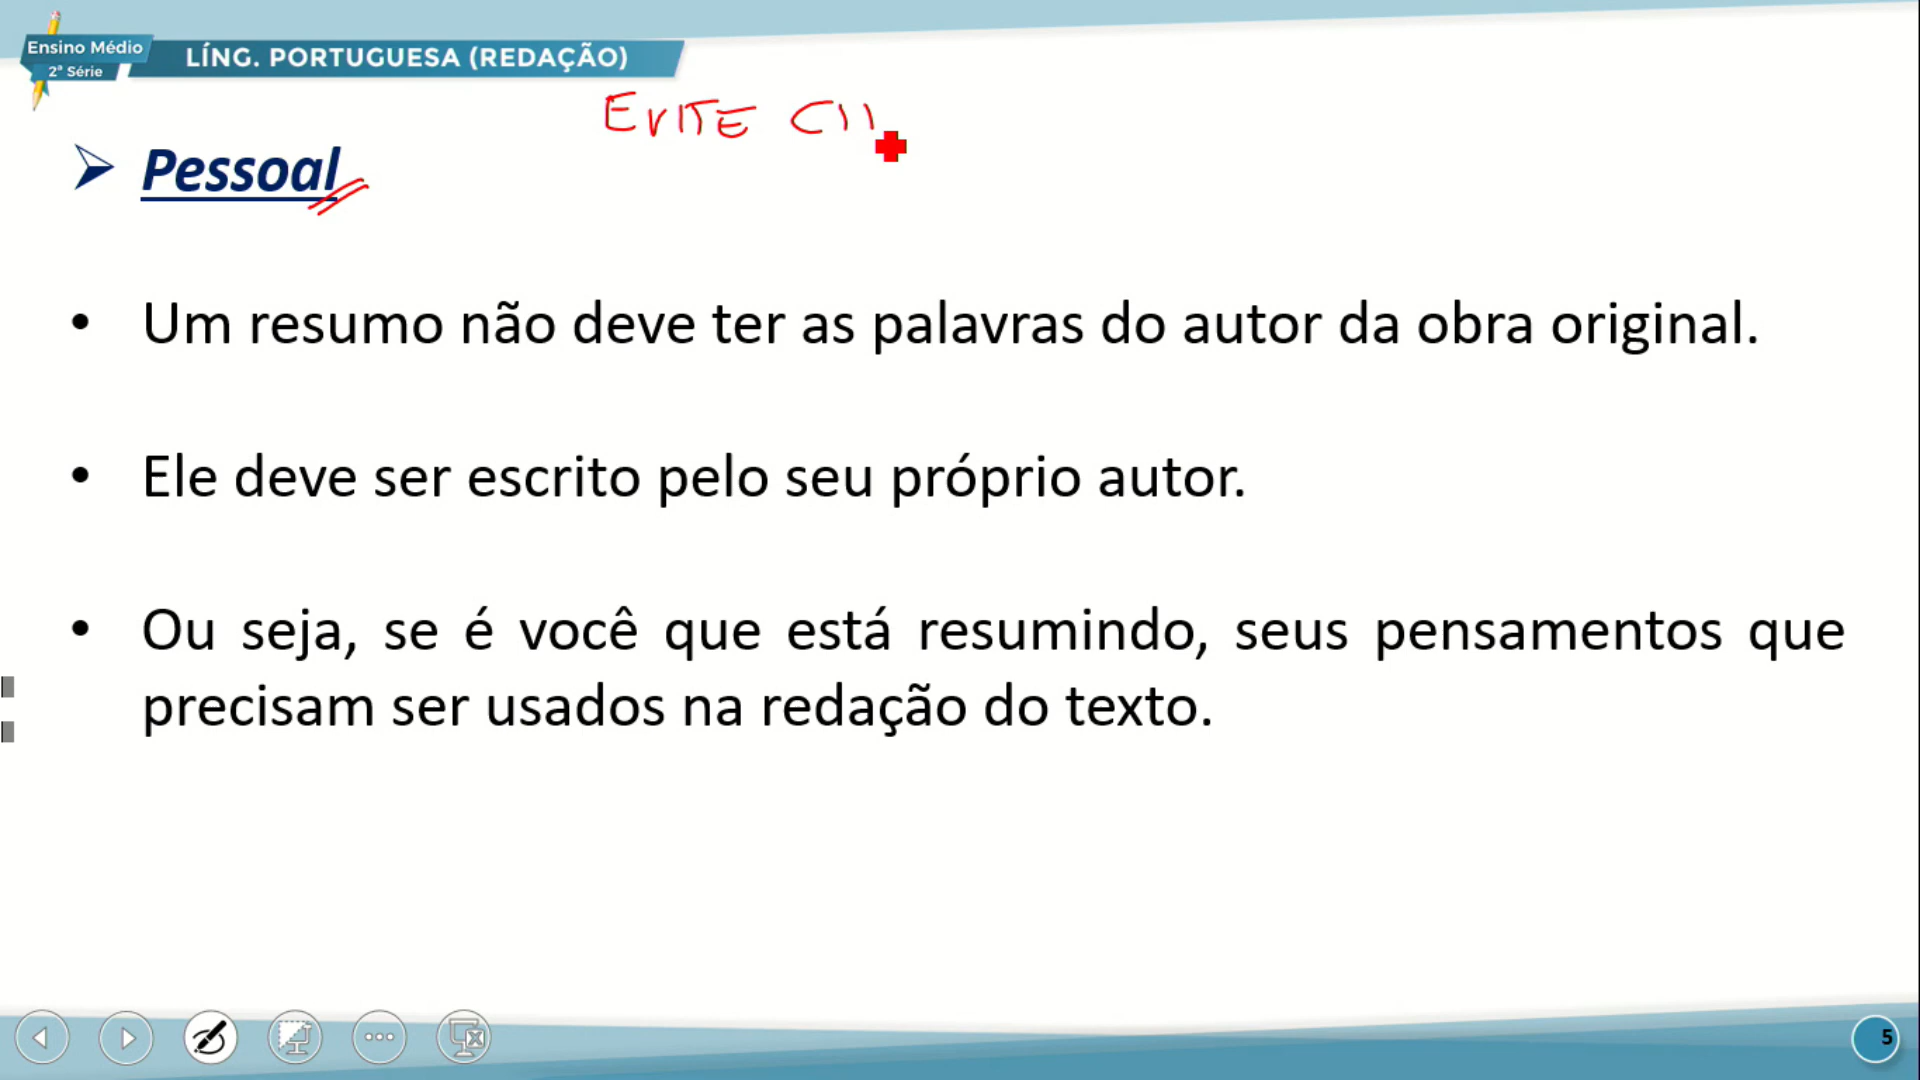 Ensino Médio
2ª Série
LÍNG. PORTUGUESA (REDAÇÃO)
EVITE
Pessoal
• Um resumo não deve ter as palavras do autor da obra original.
• Ele deve ser escrito pelo seu próprio autor.
• Ou seja, se é você que está resumindo, seus pensamentos que
precisam ser usados na redação do texto.
5